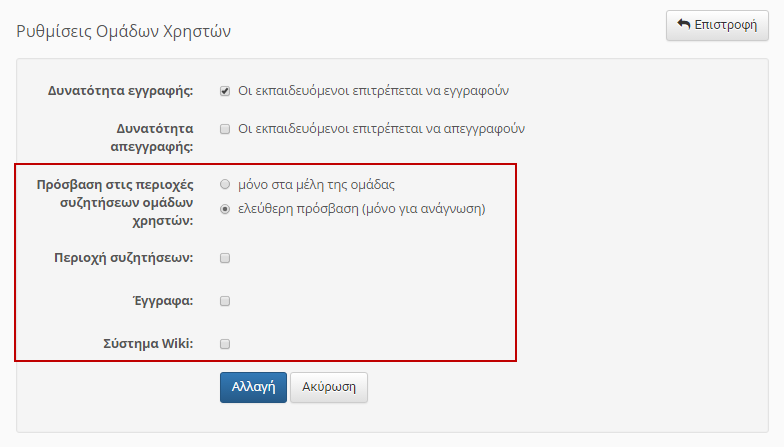 Ρυθμίσεις Ομάδων Χρηστών
Επιστροφή
Δυνατότητα εγγραφής:
Οι εκπαιδευόμενοι επιτρέπεται να εγγραφούν
Δυνατότητα
απεγγραφής:
Οι εκπαιδευόμενοι επιτρέπεται να απεγγραφούν
Πρόσβαση στις περιοχές
συζητήσεων ομάδων
χρηστών:
μόνο στα μέλη της ομάδας
ελεύθερη πρόσβαση (μόνο για ανάγνωση)
Περιοχή συζητήσεων:
Έγγραφα:
Σύστημα Wiki:
Αλλαγή
Ακύρωση